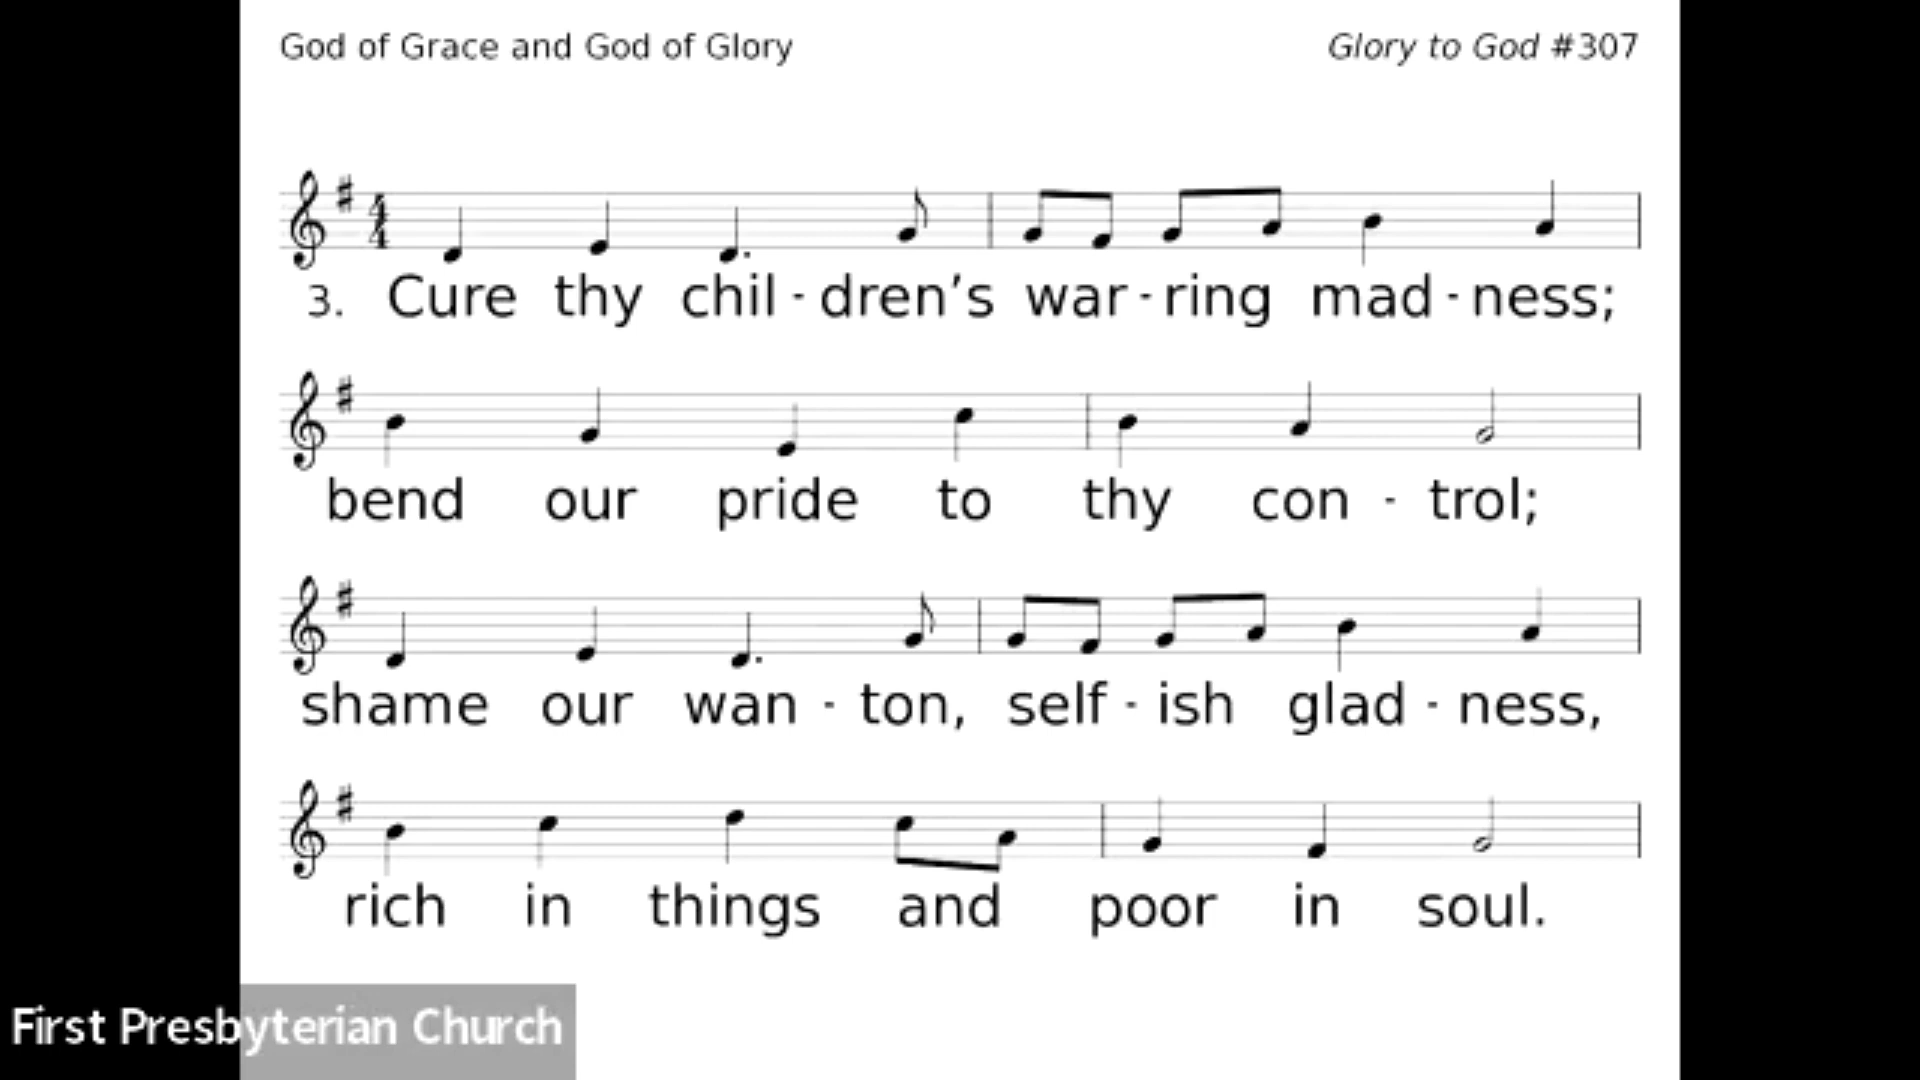 God of Grace and God of Glory
Glory to God #307
4
4
3. Cure thy chil - dren’s war - ring mad - ness;
bend our pride to thy con - trol;
shame our wan - ton, self - ish glad - ness,
rich in things and poor in soul.
First Presbyterian Church